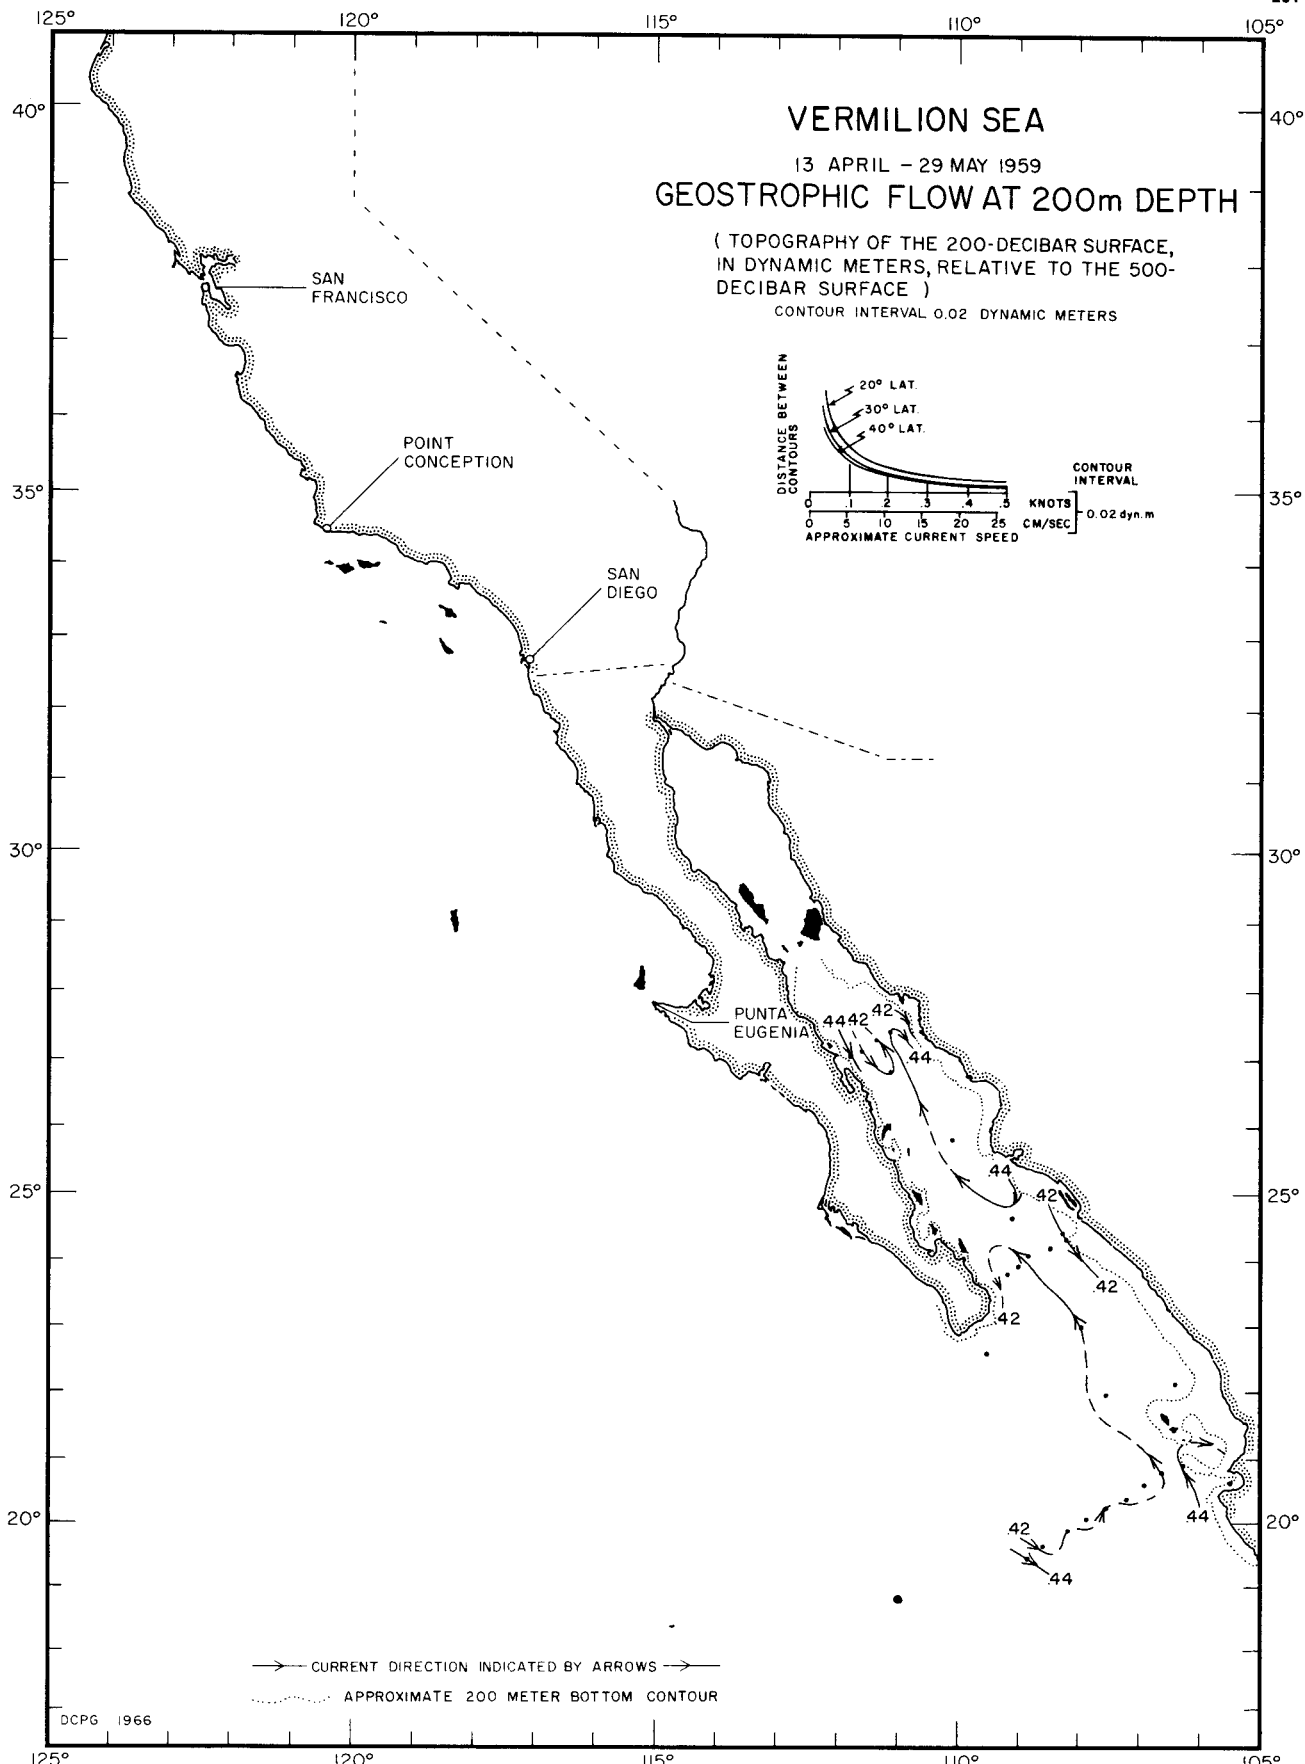 125°
120°
115°
110°
105°
40°
40°
VERMILION SEA
13 APRIL – 29 MAY 1959
GEOSTROPHIC FLOW AT 200m DEPTH
( TOPOGRAPHY OF THE 200-DECIBAR SURFACE,
IN DYNAMIC METERS, RELATIVE TO THE 500-
DECIBAR SURFACE )
CONTOUR INTERVAL 0.02 DYNAMIC METERS
SAN
FRANCISCO
DISTANCE BETWEEN
CONTOURS
20° LAT.
30° LAT.
40° LAT.
POINT
CONCEPTION
CONTOUR
INTERVAL
35°
35°
0 .1 .2 .3 .4 .5 KNOTS
0.02 dyn.m
0 5 10 15 20 25 CM/SEC
APPROXIMATE CURRENT SPEED
SAN
DIEGO
30°
30°
PUNTA
EUGENIA
.44
.42
.42
.44
.44
.42
25°
25°
.42
.42
20°
20°
.44
.42
.44
CURRENT DIRECTION INDICATED BY ARROWS
APPROXIMATE 200 METER BOTTOM CONTOUR
DCPG 1966
125°
120°
115°
110°
105°